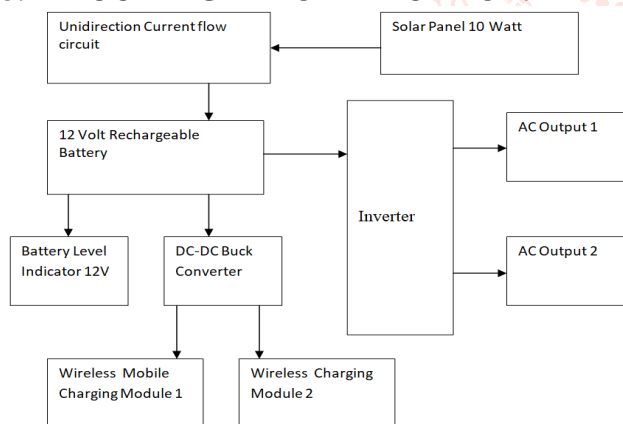 Unidirection Current flow
circuit
Solar Panel 10 Watt
12 Volt Rechargeable
Battery
Inverter
AC Output 1
AC Output 2
Battery Level
Indicator 12V
DC-DC Buck
Converter
Wireless Mobile
Charging Module 1
Wireless Charging
Module 2